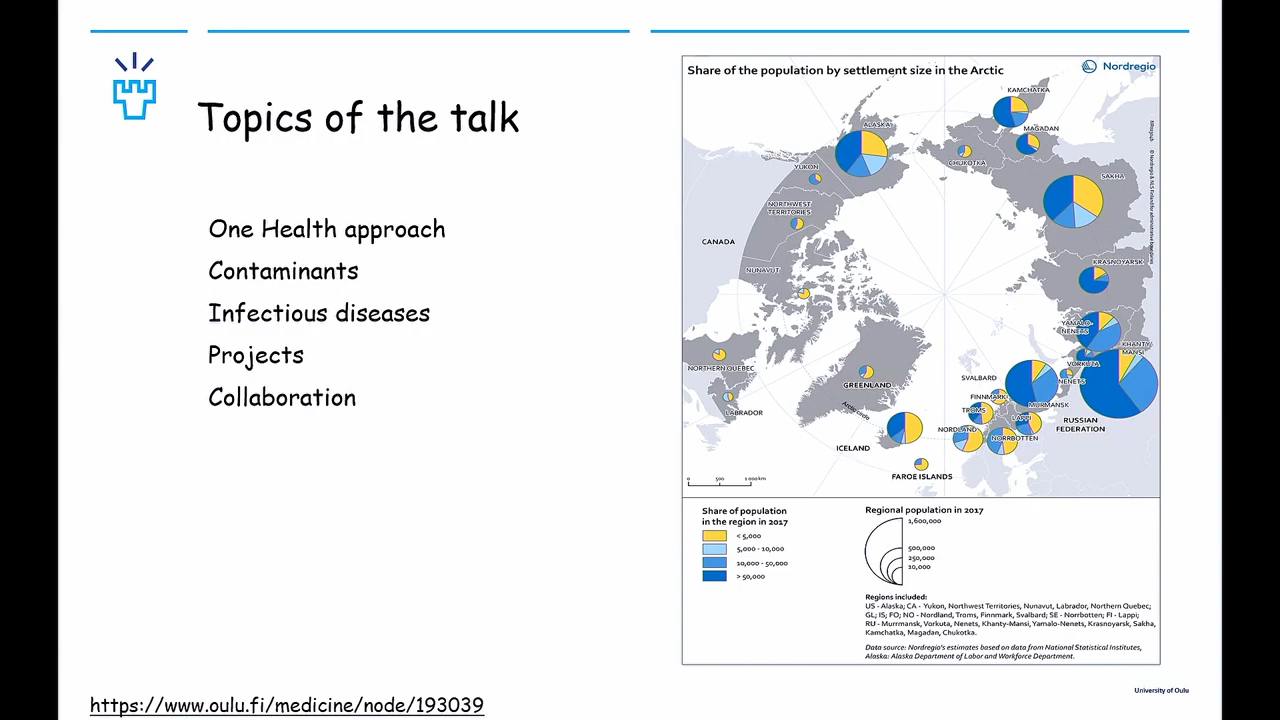 Topics of the talk
One Health approach
Contaminants
Infectious diseases
Projects
Collaboration
https://www.oulu.fi/medicine/node/193039
Share of the population by settlement size in the Arctic
Nordregio
KAMCHATKA
ALASKA
MAGADAN
CHUKOTKA
YUKON
SAKHA
NORTHWEST
TERRITORIES
CANADA
KRASNOYARSK
NUNAVUT
YAMALO-
NENETS
KHANTY-
MANSI
VORKUTA
NORTHERN QUEBEC
NENETS
SVALBARD
GREENLAND
FINNMARK
MURMANSK
Arctic circle
TROMS
LABRADOR
LAPPI
RUSSIAN
FEDERATION
NORDLAND
NORRBOTTEN
ICELAND
FAROE ISLANDS
0 500 1 000 km
Share of population
in the region in 2017
< 5,000
5,000 - 10,000
10,000 - 50,000
> 50,000
Regional population in 2017
1,600,000
500,000
250,000
10,000
Regions included:
US - Alaska; CA - Yukon, Northwest Territories, Nunavut, Labrador, Northern Quebec;
GL; IS; FO; NO - Nordland, Troms, Finnmark, Svalbard; SE - Norrbotten; FI - Lappi;
RU - Murrmansk, Vorkuta, Nenets, Khanty-Mansi, Yamalo-Nenets, Krasnoyarsk, Sakha,
Kamchatka, Magadan, Chukotka.
Data source: Nordregio's estimates based on data from National Statistical Institutes,
Alaska: Alaska Department of Labor and Workforce Department.
University of Oulu